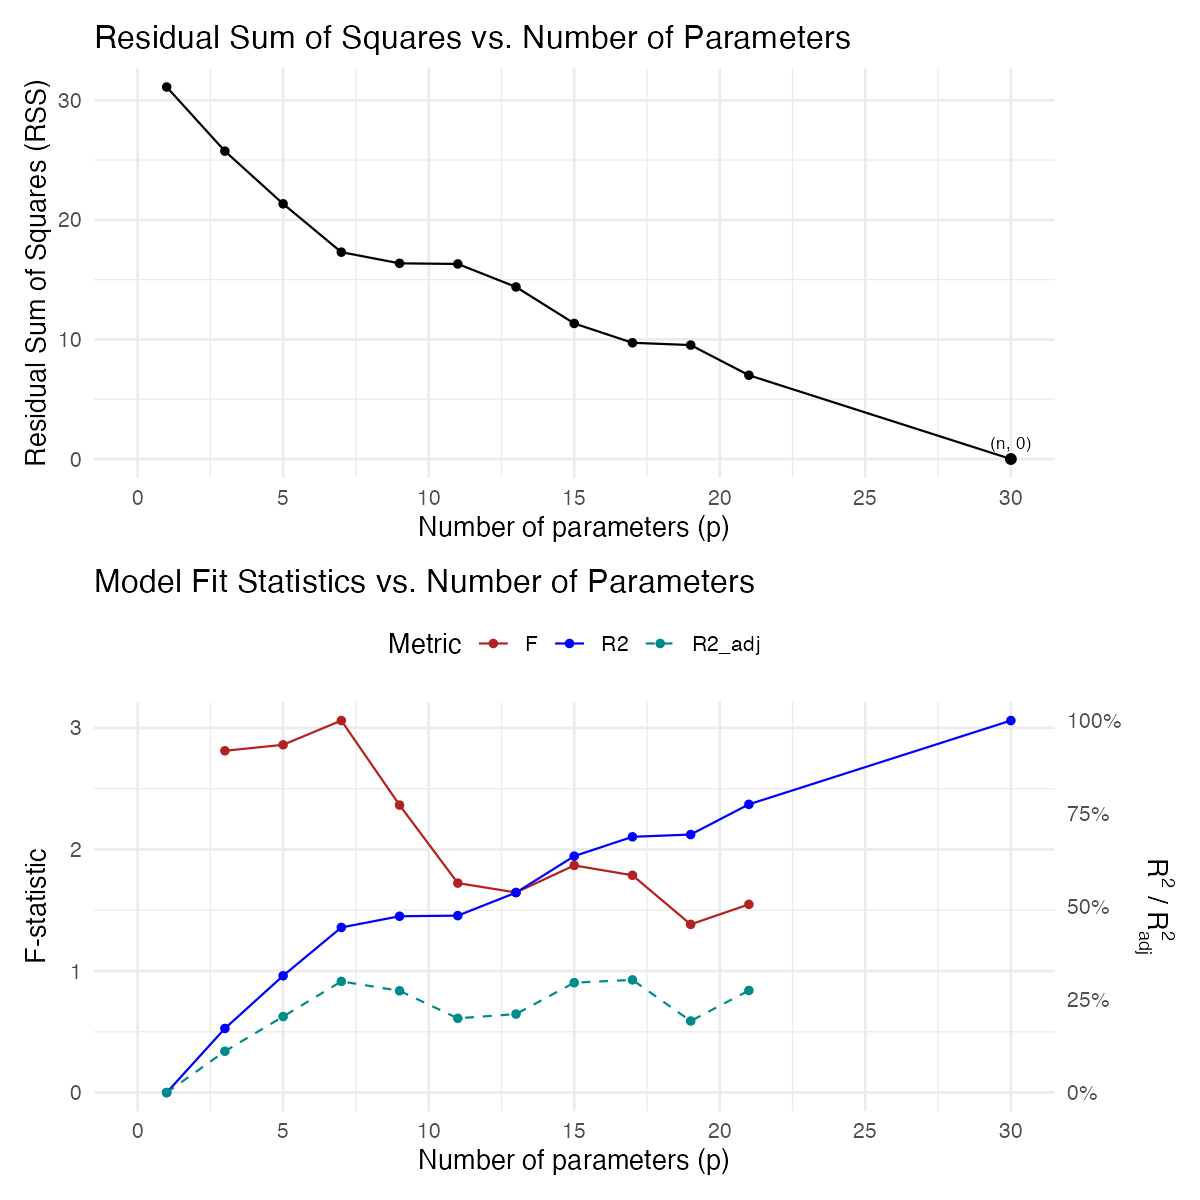 Residual Sum of Squares vs. Number of Parameters
Residual Sum of Squares (RSS)
30
20
10
0
(n, 0)
0 5 10 15 20 25 30
Number of parameters (p)
Model Fit Statistics vs. Number of Parameters
Metric F R2 R2_adj
F-statistic
3
2
1
0
100%
75%
50%
25%
0%
R² / R²adj
0 5 10 15 20 25 30
Number of parameters (p)